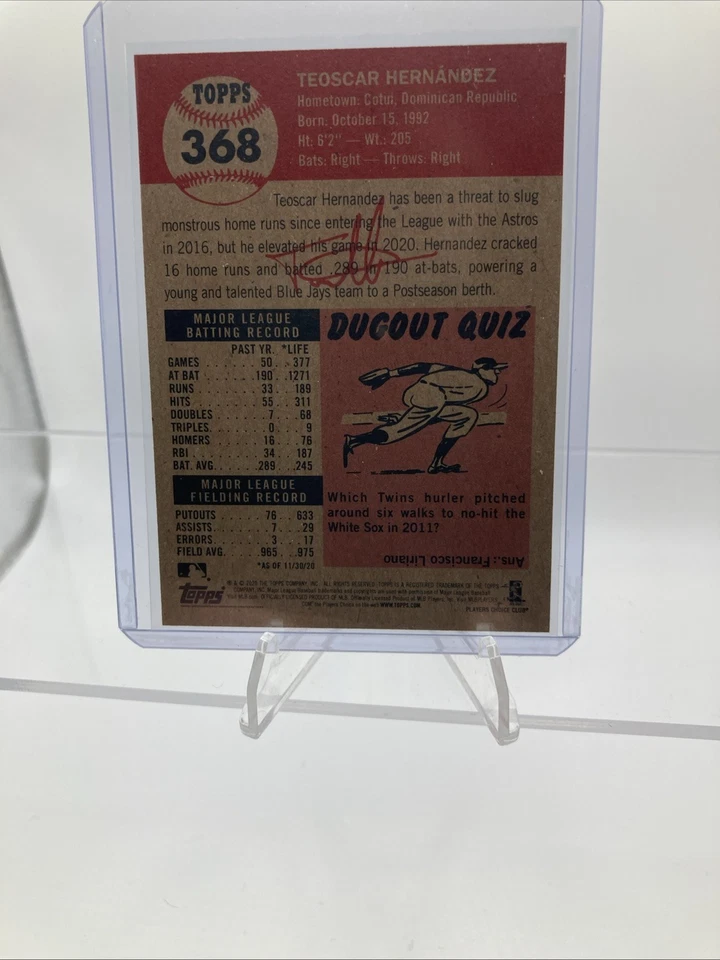 TOPPS
368
TEOSCAR HERNÁNDEZ
Hometown: Cotui, Dominican Republic
Born: October 15, 1992
Ht: 6'2" — Wt.: 205
Bats: Right — Throws: Right
Teoscar Hernandez has been a threat to slug
monstrous home runs since entering the League with the Astros
in 2016, but he elevated his game in 2020. Hernandez cracked
16 home runs and batted .289 in 190 at-bats, powering a
young and talented Blue Jays team to a Postseason berth.
MAJOR LEAGUE
BATTING RECORD
PAST YR. *LIFE
GAMES 50 377
AT BAT 190 1271
RUNS 33 189
HITS 55 311
DOUBLES 7 68
TRIPLES 0 9
HOMERS 16 76
RBI 34 187
BAT. AVG. .289 .245
MAJOR LEAGUE
FIELDING RECORD
PUTOUTS 76 633
ASSISTS 7 29
ERRORS 3 17
FIELD AVG. .965 .975
*AS OF 11/30/20
DUGOUT QUIZ
Which Twins hurler pitched
around six walks to no-hit the
White Sox in 2011?
Ans.: Francisco Liriano
Topps
WWW.TOPPS.COM
PLAYERS CHOICE CLUB